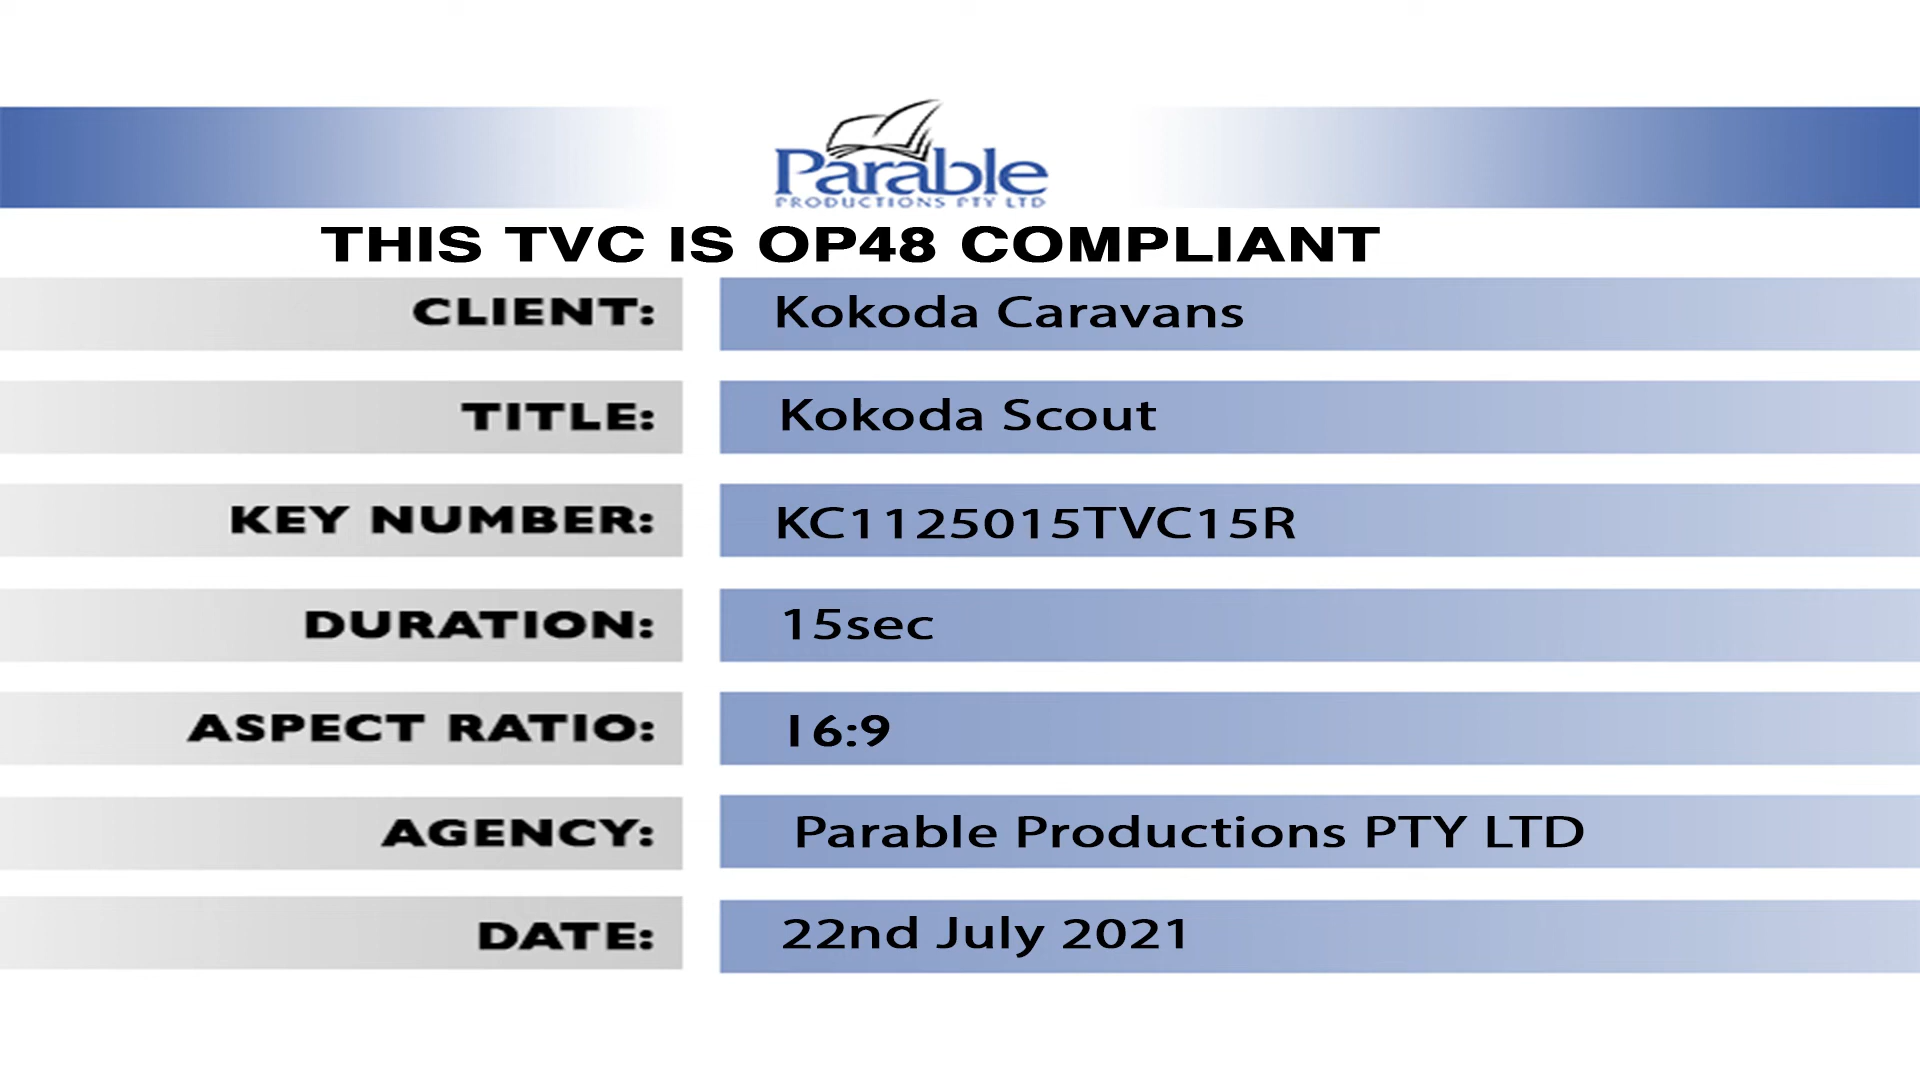 Parable
PRODUCTIONS PTY LTD
THIS TVC IS OP48 COMPLIANT
CLIENT: Kokoda Caravans
TITLE: Kokoda Scout
KEY NUMBER: KC1125015TVC15R
DURATION: 15sec
ASPECT RATIO: 16:9
AGENCY: Parable Productions PTY LTD
DATE: 22nd July 2021